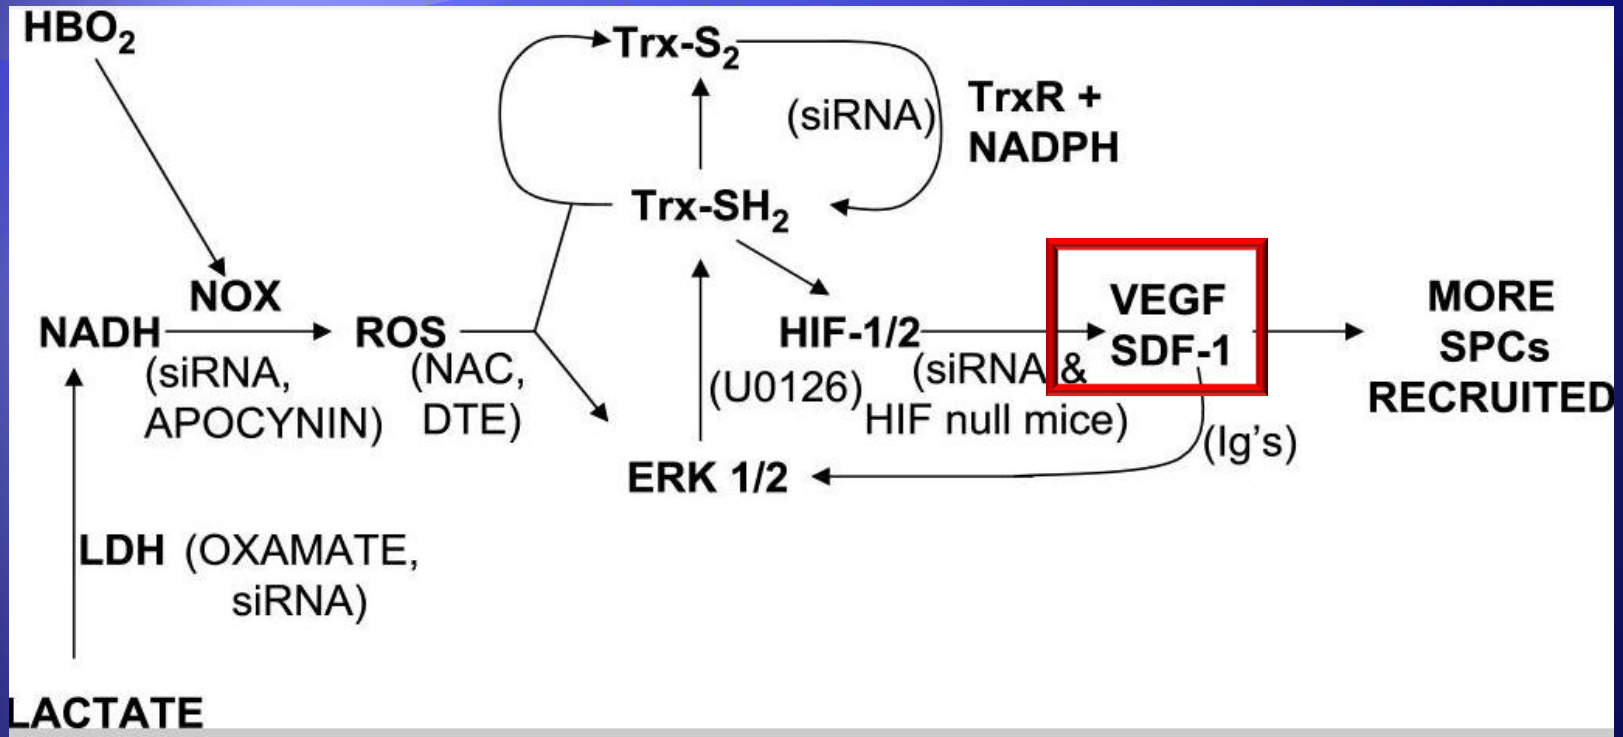 HBO2
Trx-S2
(siRNA)
TrxR +
NADPH
Trx-SH2
NOX
NADH
(siRNA,
APOCYNIN)
ROS
(NAC,
DTE)
HIF-1/2
(U0126)
(siRNA &
HIF null mice)
VEGF
SDF-1
(Ig's)
MORE
SPCs
RECRUITED
ERK 1/2
LDH (OXAMATE,
siRNA)
LACTATE